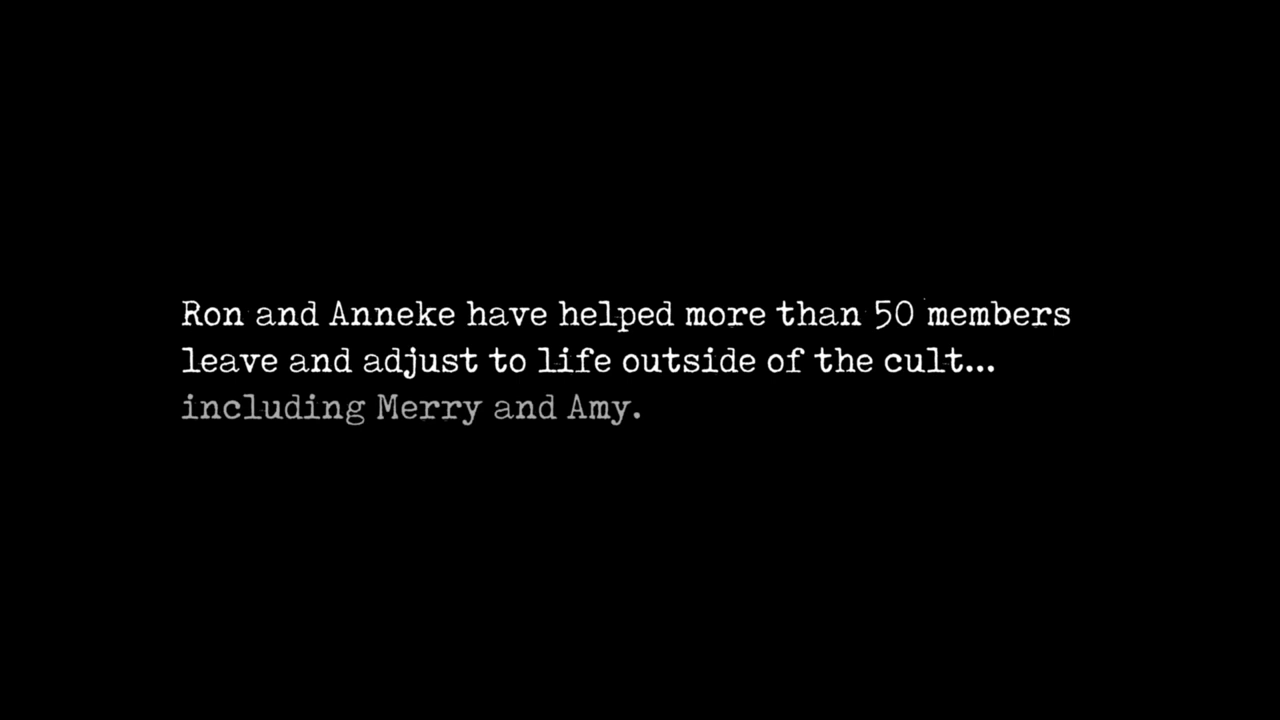 Ron and Anneke have helped more than 50 members
leave and adjust to life outside of the cult...
including Merry and Amy.